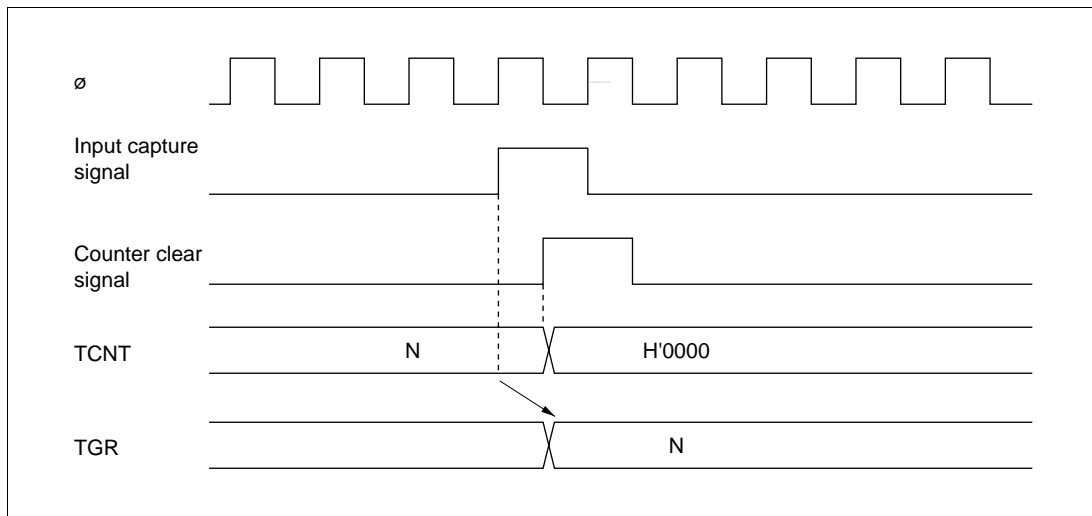 ø
Input capture
signal
Counter clear
signal
TCNT
N
H'0000
TGR
N